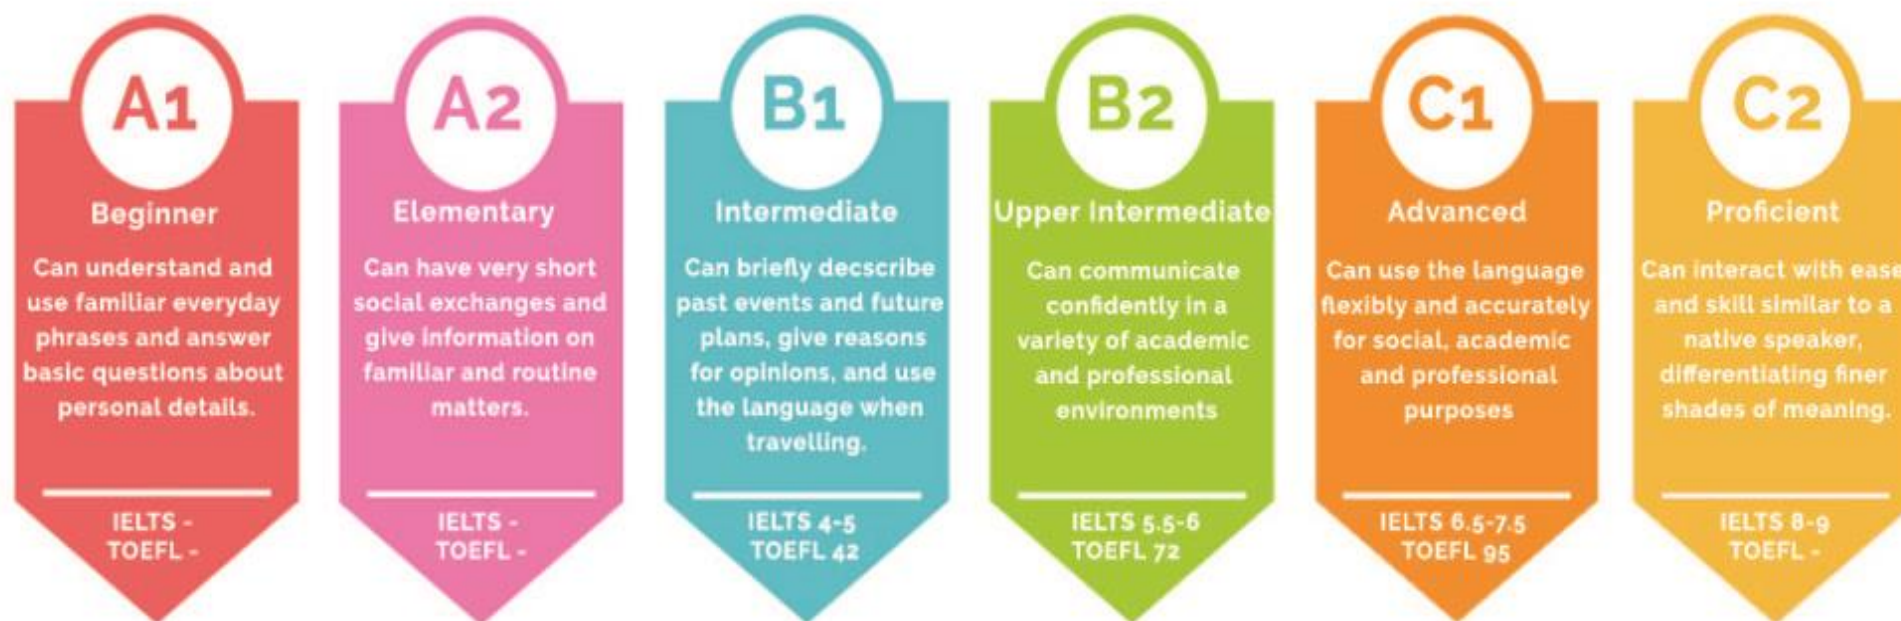 A1
Beginner
Can understand and
use familiar everyday
phrases and answer
basic questions about
personal details.
IELTS -
TOEFL -
A2
Elementary
Can have very short
social exchanges and
give information on
familiar and routine
matters.
IELTS -
TOEFL -
B1
Intermediate
Can briefly decscribe
past events and future
plans, give reasons
for opinions, and use
the language when
travelling.
IELTS 4-5
TOEFL 42
B2
Upper Intermediate
Can communicate
confidently in a
variety of academic
and professional
environments
IELTS 5.5-6
TOEFL 72
C1
Advanced
Can use the language
flexibly and accurately
for social, academic
and professional
purposes
IELTS 6.5-7.5
TOEFL 95
C2
Proficient
Can interact with ease
and skill similar to a
native speaker,
differentiating finer
shades of meaning.
IELTS 8-9
TOEFL -